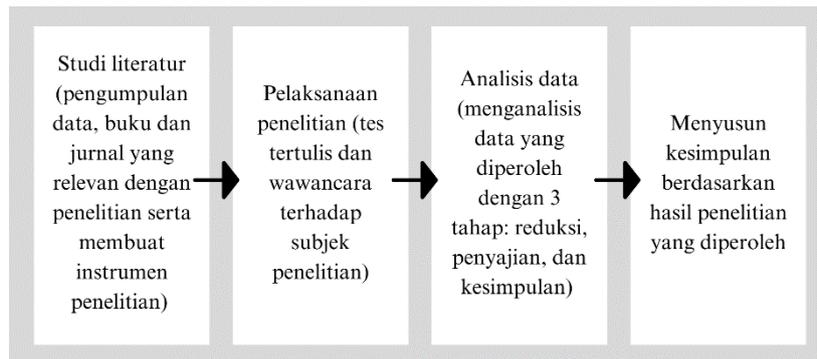 Studi literatur
(pengumpulan
data, buku dan
jurnal yang
relevan dengan
penelitian serta
membuat
instrumen
penelitian)
Pelaksanaan
penelitian (tes
tertulis dan
wawancara
terhadap
subjek
penelitian)
Analisis data
(menganalisis
data yang
diperoleh
dengan 3
tahap: reduksi,
penyajian, dan
kesimpulan)
Menyusun
kesimpulan
berdasarkan
hasil penelitian
yang diperoleh